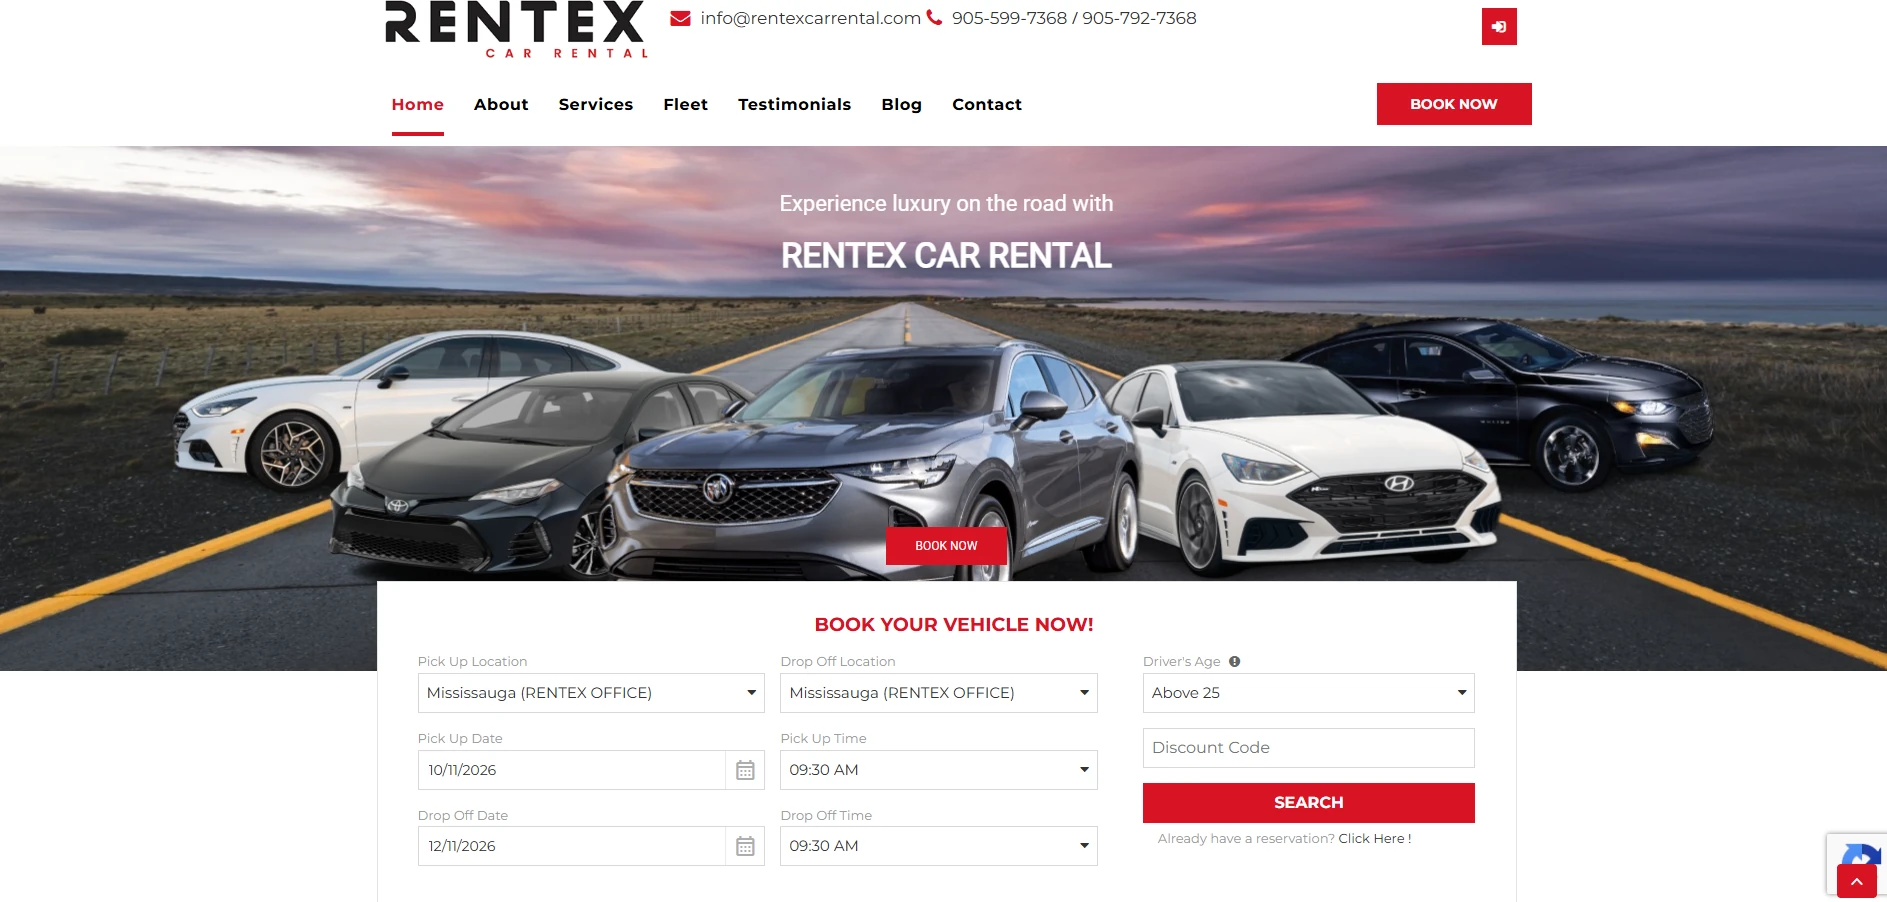 RENTEX
CAR RENTAL
info@rentexcarrental.com 905-599-7368 / 905-792-7368
Home About Services Fleet Testimonials Blog Contact
BOOK NOW
Experience luxury on the road with
RENTEX CAR RENTAL
BOOK NOW
BOOK YOUR VEHICLE NOW!
Pick Up Location Drop Off Location Driver's Age
Mississauga (RENTEX OFFICE) Mississauga (RENTEX OFFICE) Above 25
Pick Up Date Pick Up Time
Discount Code
10/11/2026 09:30 AM
SEARCH
Drop Off Date Drop Off Time
Already have a reservation? Click Here !
12/11/2026 09:30 AM